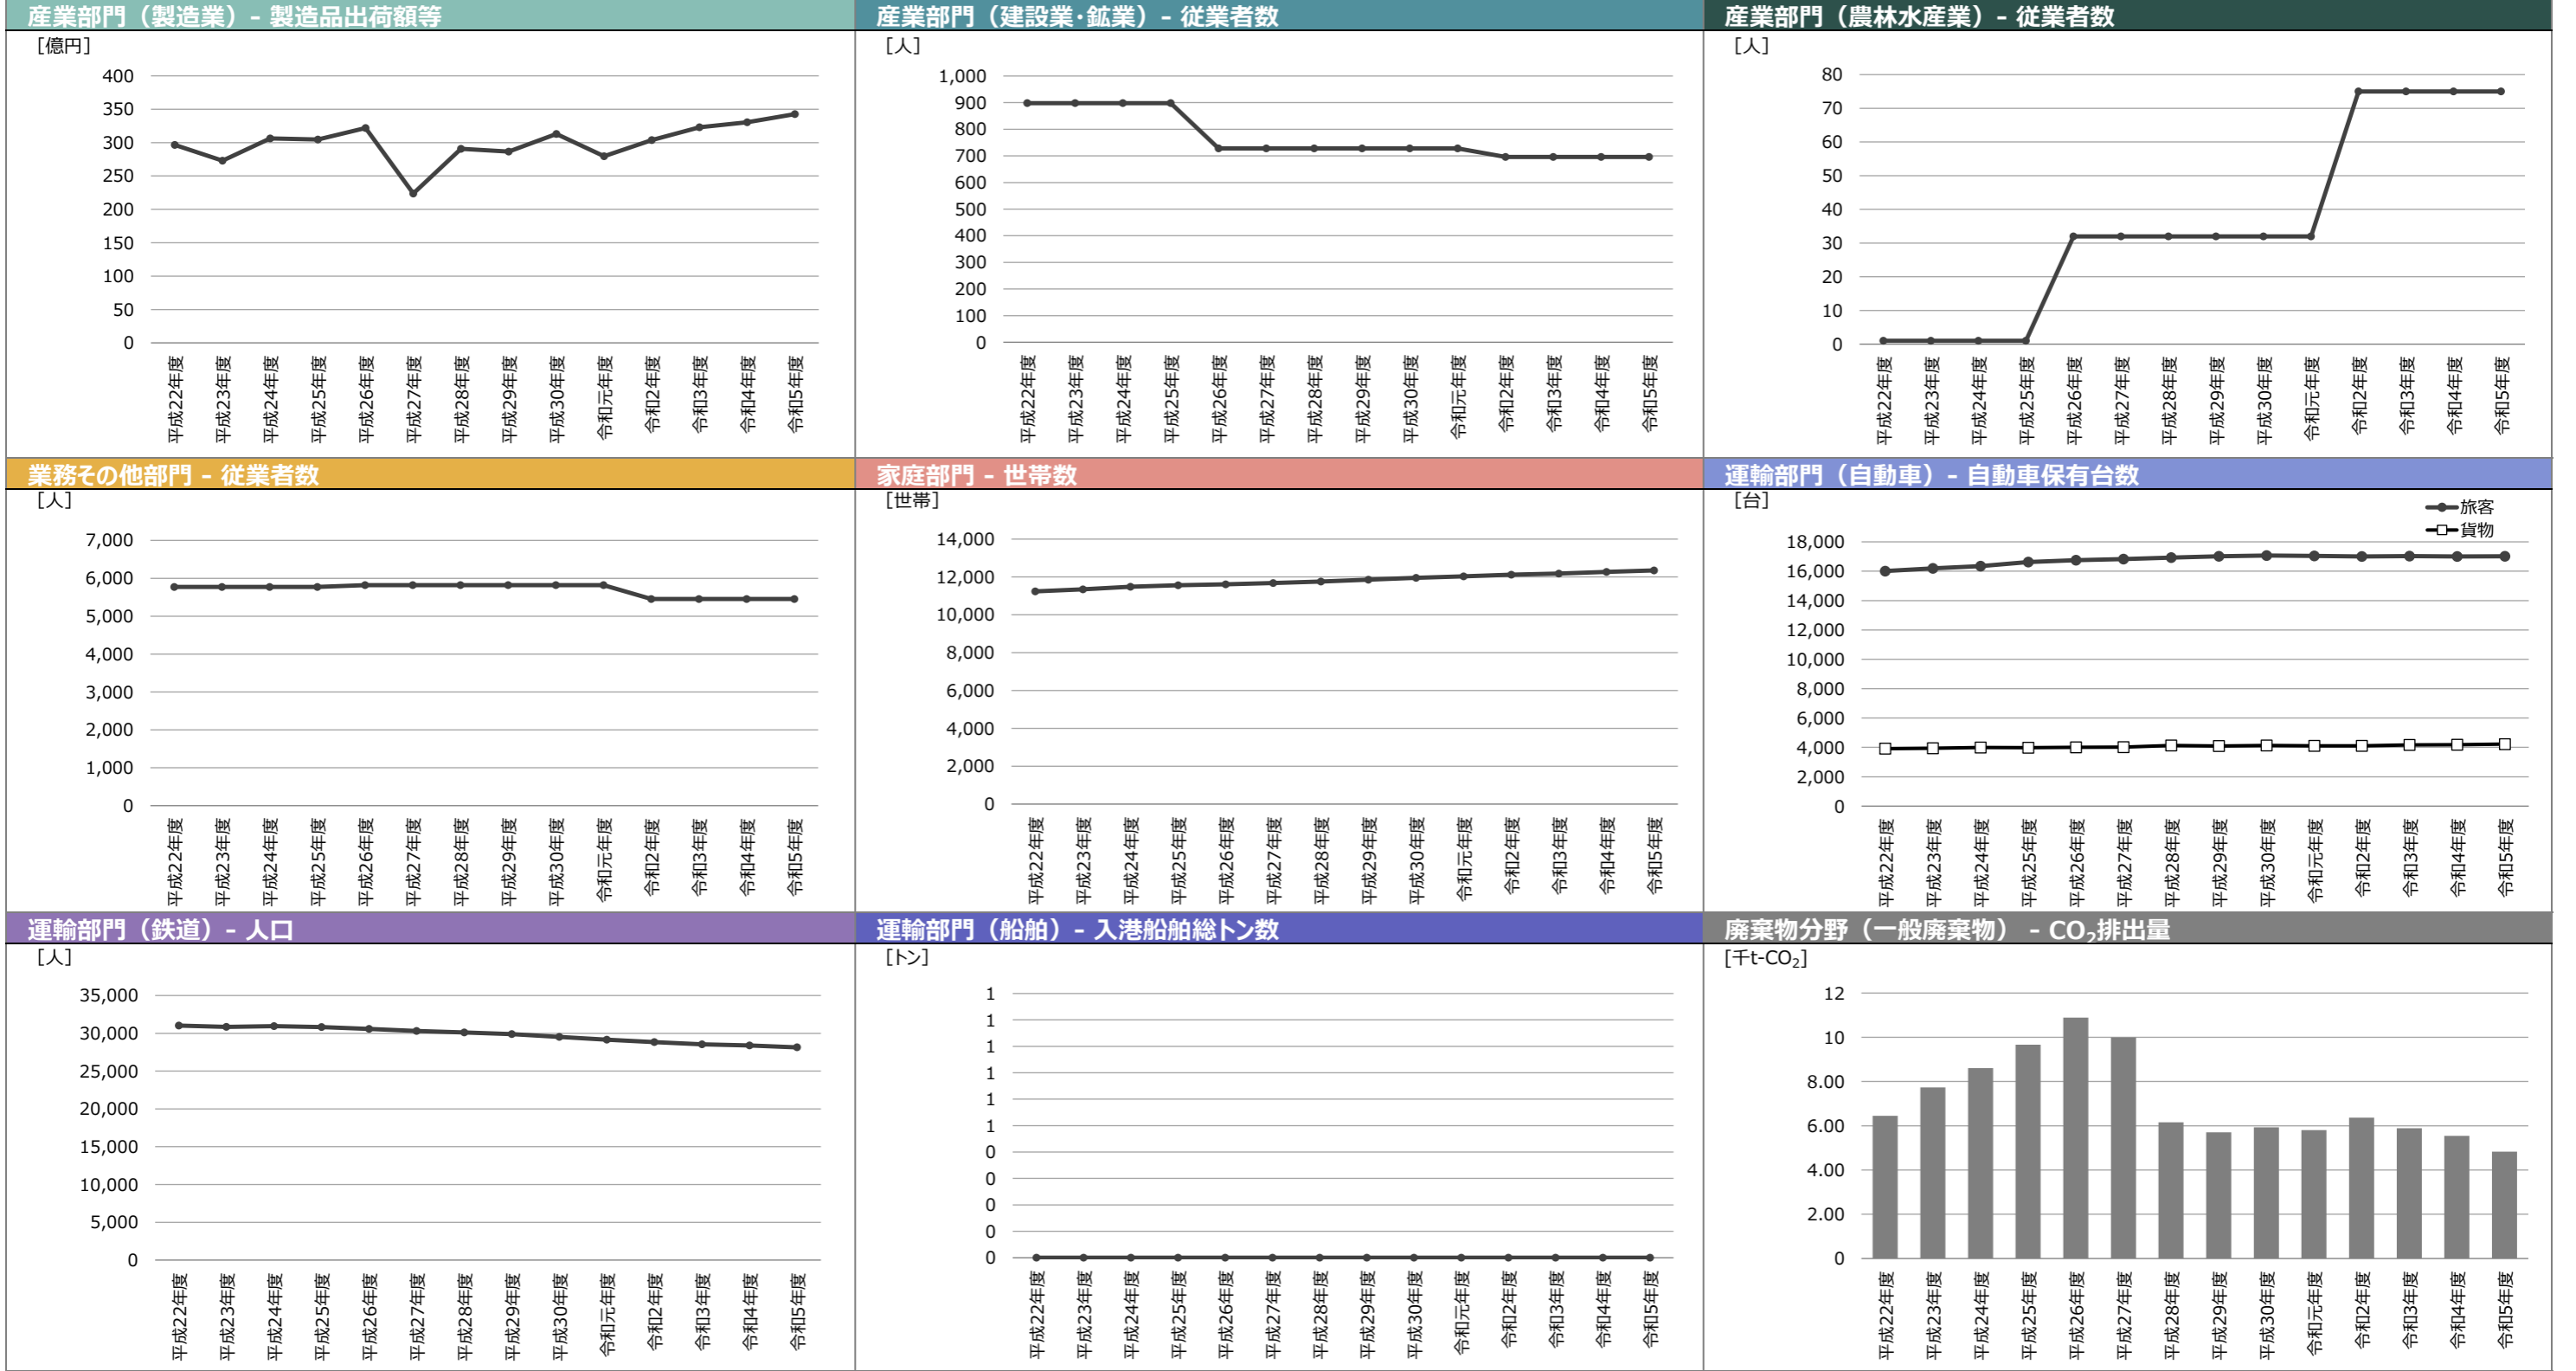 産業部門（製造業）- 製造品出荷額等
[億円]
400
350
300
250
200
150
100
50
0
平成22年度
平成23年度
平成24年度
平成25年度
平成26年度
平成27年度
平成28年度
平成29年度
平成30年度
令和元年度
令和2年度
令和3年度
令和4年度
令和5年度
産業部門（建設業･鉱業）- 従業者数
[人]
1,000
900
800
700
600
500
400
300
200
100
0
平成22年度
平成23年度
平成24年度
平成25年度
平成26年度
平成27年度
平成28年度
平成29年度
平成30年度
令和元年度
令和2年度
令和3年度
令和4年度
令和5年度
産業部門（農林水産業）- 従業者数
[人]
80
70
60
50
40
30
20
10
0
平成22年度
平成23年度
平成24年度
平成25年度
平成26年度
平成27年度
平成28年度
平成29年度
平成30年度
令和元年度
令和2年度
令和3年度
令和4年度
令和5年度
業務その他部門 - 従業者数
[人]
7,000
6,000
5,000
4,000
3,000
2,000
1,000
0
平成22年度
平成23年度
平成24年度
平成25年度
平成26年度
平成27年度
平成28年度
平成29年度
平成30年度
令和元年度
令和2年度
令和3年度
令和4年度
令和5年度
家庭部門 - 世帯数
[世帯]
14,000
12,000
10,000
8,000
6,000
4,000
2,000
0
平成22年度
平成23年度
平成24年度
平成25年度
平成26年度
平成27年度
平成28年度
平成29年度
平成30年度
令和元年度
令和2年度
令和3年度
令和4年度
令和5年度
運輸部門（自動車）- 自動車保有台数
[台]
旅客
貨物
18,000
16,000
14,000
12,000
10,000
8,000
6,000
4,000
2,000
0
平成22年度
平成23年度
平成24年度
平成25年度
平成26年度
平成27年度
平成28年度
平成29年度
平成30年度
令和元年度
令和2年度
令和3年度
令和4年度
令和5年度
運輸部門（鉄道）- 人口
[人]
35,000
30,000
25,000
20,000
15,000
10,000
5,000
0
平成22年度
平成23年度
平成24年度
平成25年度
平成26年度
平成27年度
平成28年度
平成29年度
平成30年度
令和元年度
令和2年度
令和3年度
令和4年度
令和5年度
運輸部門（船舶）- 入港船舶総トン数
[トン]
1
1
1
1
1
1
0
0
0
0
0
平成22年度
平成23年度
平成24年度
平成25年度
平成26年度
平成27年度
平成28年度
平成29年度
平成30年度
令和元年度
令和2年度
令和3年度
令和4年度
令和5年度
廃棄物分野（一般廃棄物） - CO₂排出量
[千t-CO₂]
12
10
8.00
6.00
4.00
2.00
0
平成22年度
平成23年度
平成24年度
平成25年度
平成26年度
平成27年度
平成28年度
平成29年度
平成30年度
令和元年度
令和2年度
令和3年度
令和4年度
令和5年度